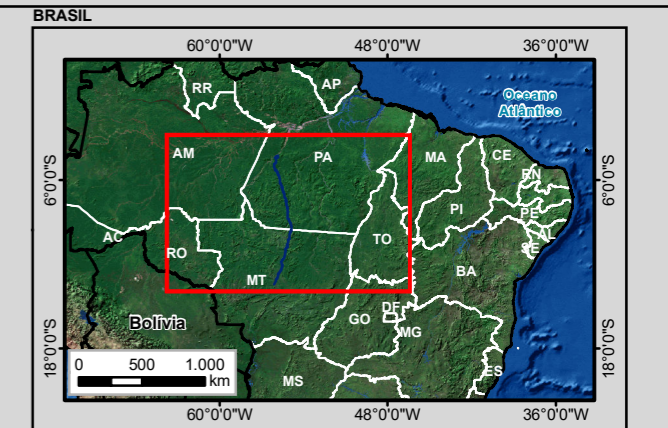 BRASIL
60°0'0"W 48°0'0"W 36°0'0"W
RR AP
Oceano
Atlântico
AM PA MA CE
6°0'0"S 6°0'0"S
RN
PI PE
AC TO AL
RO SE
MT BA
Bolívia GO DF
MG
18°0'0"S 18°0'0"S
0 500 1.000
km
MS ES
60°0'0"W 48°0'0"W 36°0'0"W